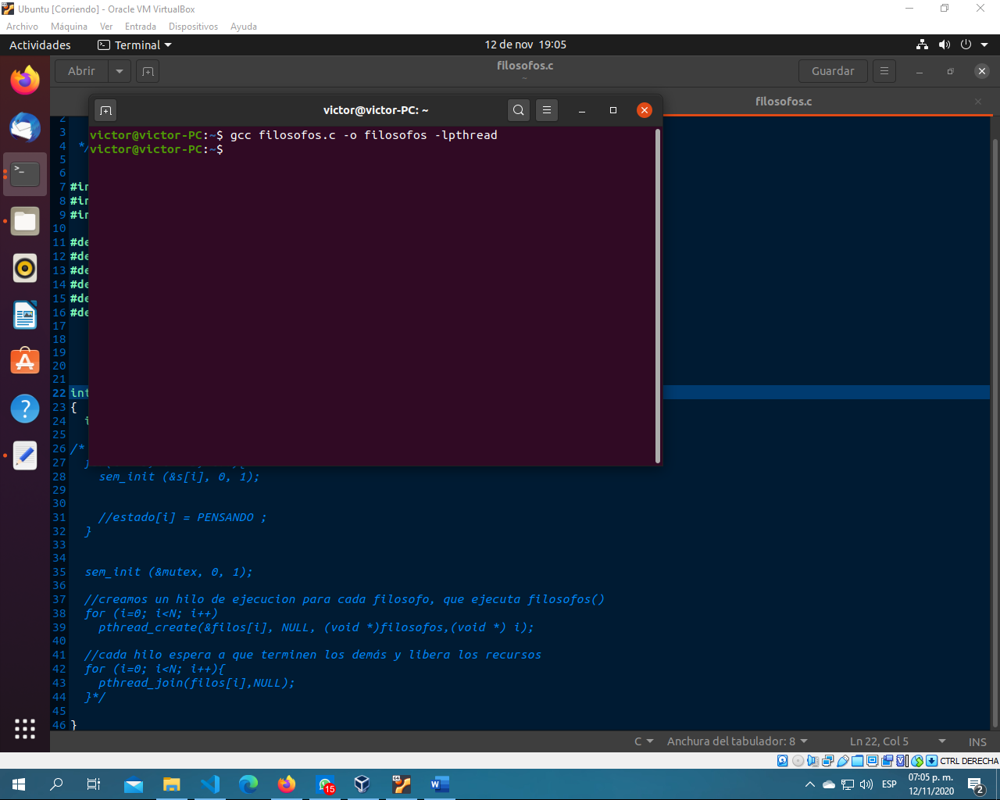 Ubuntu [Corriendo] - Oracle VM VirtualBox
Archivo Máquina Ver Entrada Dispositivos Ayuda
Actividades Terminal 12 de nov 19:05
Abrir filosofos.c Guardar
~
filosofos.c
victor@victor-PC: ~
victor@victor-PC:~$ gcc filosofos.c -o filosofos -lpthread
victor@victor-PC:~$
2
3
4 */
5
6
7 #in
8 #in
9 #in
10
11 #de
12 #de
13 #de
14 #de
15 #de
16 #de
17
18
19
20
21
22 int
23 {
24 i
25
26 /*
27
28 sem_init (&s[i], 0, 1);
29
30
31 //estado[i] = PENSANDO ;
32 }
33
34
35 sem_init (&mutex, 0, 1);
36
37 //creamos un hilo de ejecucion para cada filosofo, que ejecuta filosofos()
38 for (i=0; i<N; i++)
39 pthread_create(&filos[i], NULL, (void *)filosofos,(void *) i);
40
41 //cada hilo espera a que terminen los demás y libera los recursos
42 for (i=0; i<N; i++){
43 pthread_join(filos[i],NULL);
44 }*/
45
46 }
C Anchura del tabulador: 8 Ln 22, Col 5 INS
CTRL DERECHA
15
ESP
07:05 p. m.
12/11/2020
2